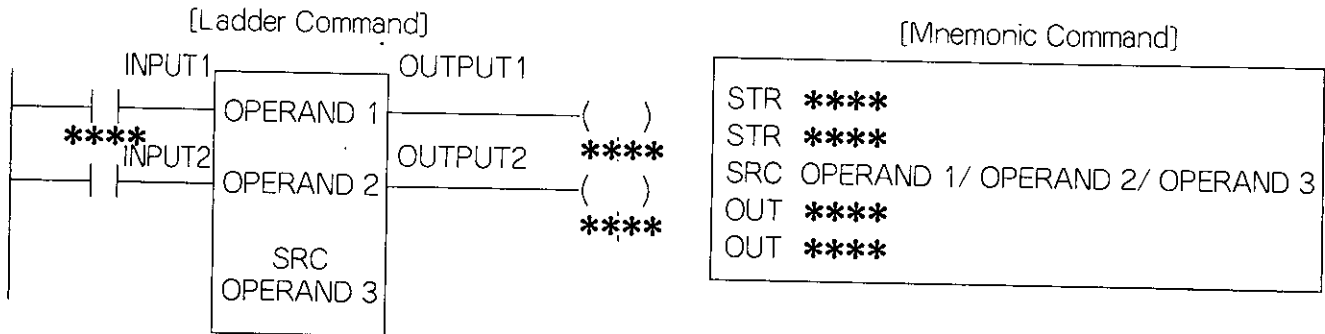 [Ladder Command]
INPUT1 OUTPUT1
OPERAND 1 ( )
**** ****
INPUT2 OUTPUT2
OPERAND 2 ( )
****
SRC
OPERAND 3
[Mnemonic Command]
STR ****
STR ****
SRC OPERAND 1/ OPERAND 2/ OPERAND 3
OUT ****
OUT ****